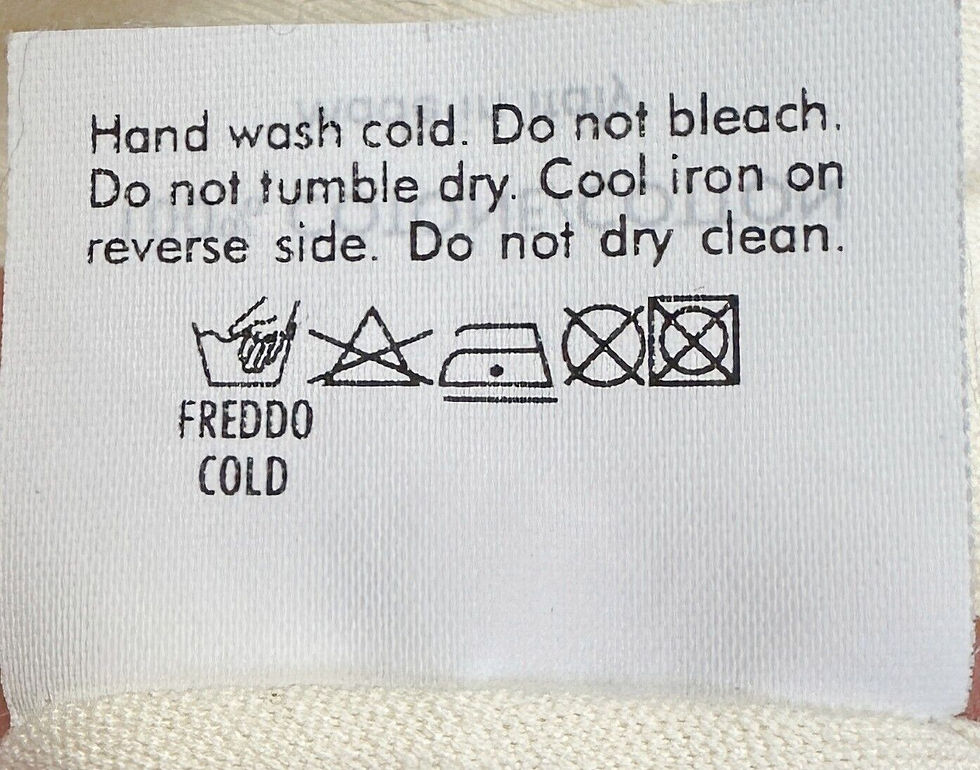 Hand wash cold. Do not bleach.
Do not tumble dry. Cool iron on
reverse side. Do not dry clean.
FREDDO
COLD